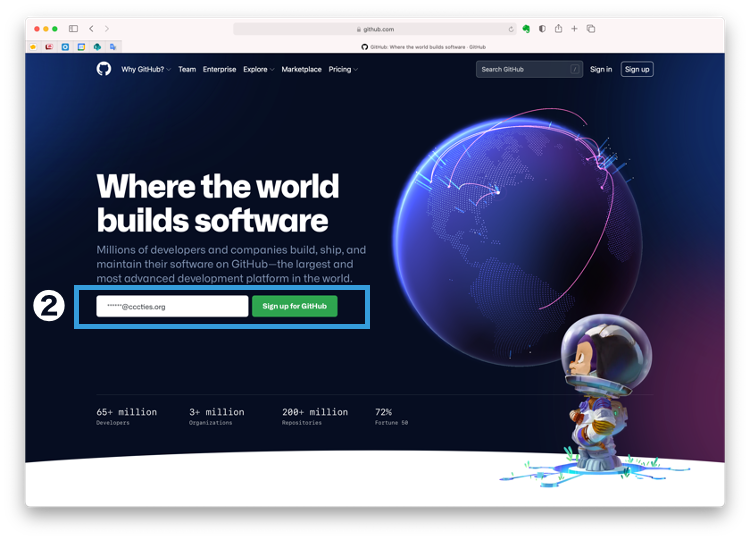 github.com
GitHub: Where the world builds software · GitHub
Why GitHub? Team Enterprise Explore Marketplace Pricing
Search GitHub /
Sign in Sign up
Where the world
builds software
Millions of developers and companies build, ship, and
maintain their software on GitHub—the largest and
most advanced development platform in the world.
2
******@cccties.org
Sign up for GitHub
65+ million 3+ million 200+ million 72%
Developers Organizations Repositories Fortune 50